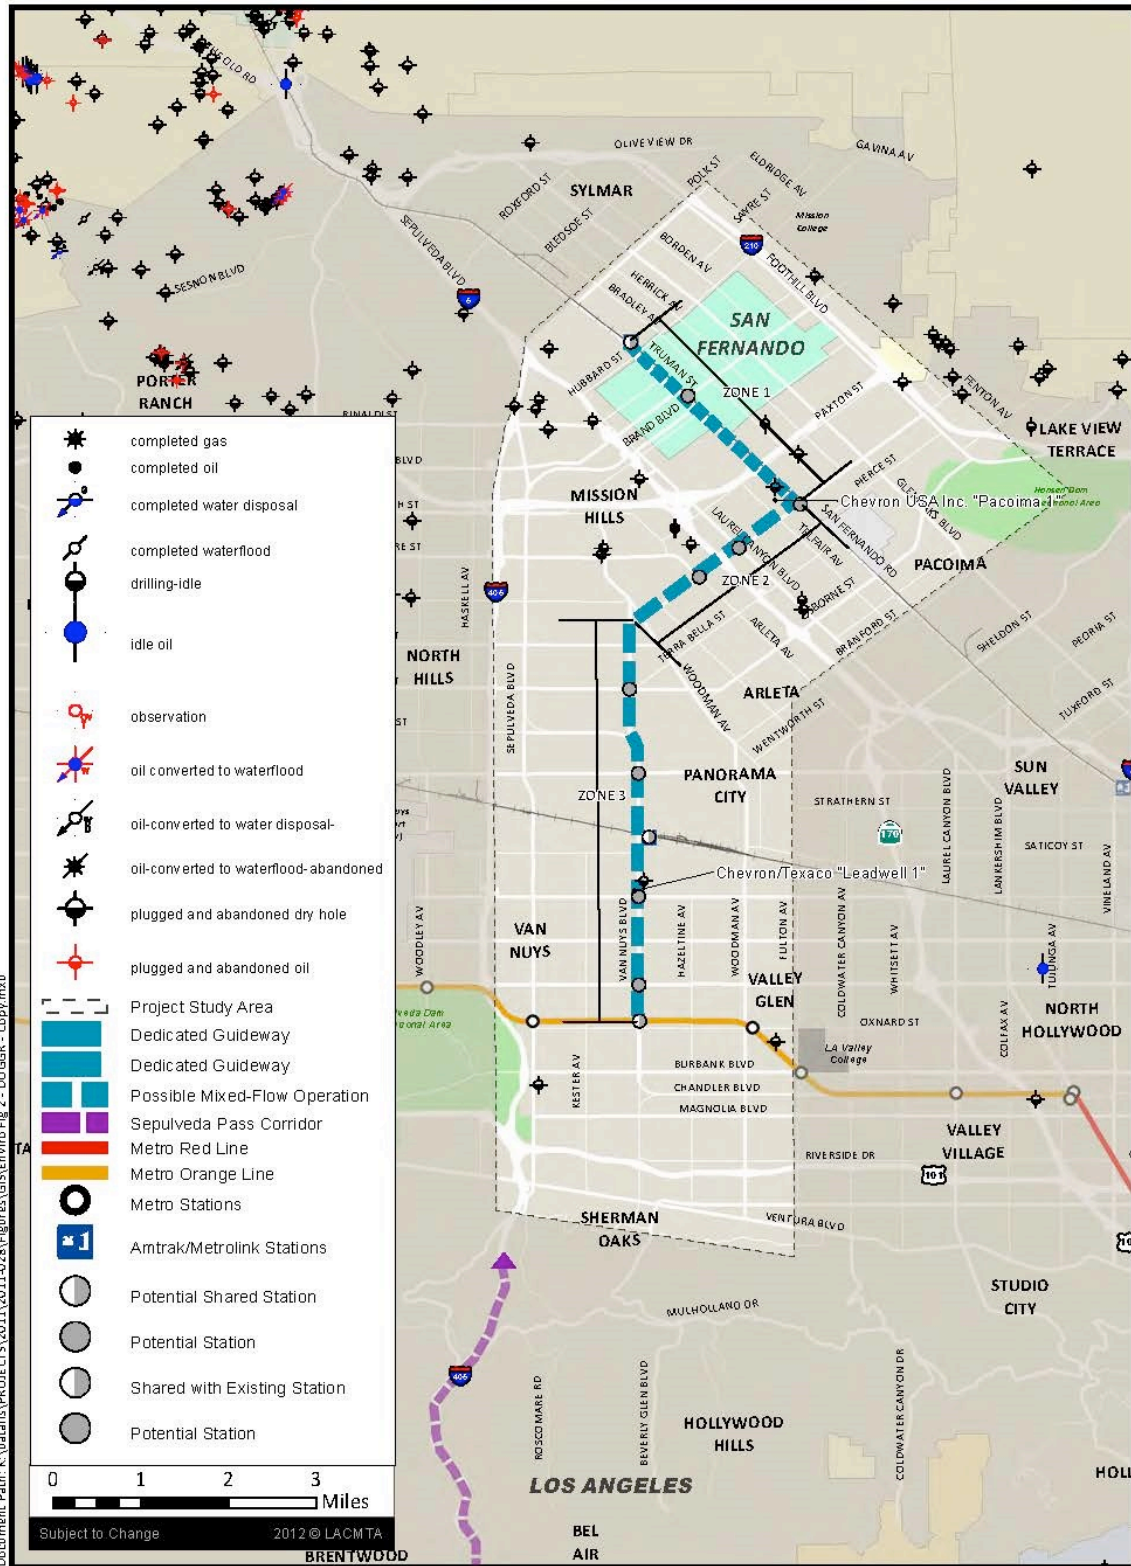 THE OLD RD
OLIVE VIEW DR
GAVINA AV
ELDRIDGE AV
POLK ST
SYLMAR
ROXFORD ST
SAYRE ST
BLEDSOE ST
Mission
College
SEPULVEDA BLVD
BORDEN AV
210
FOOTHILL BLVD
SESNON BLVD
HERRICK AV
BRADLEY AV
SAN
FERNANDO
HUBBARD ST
TRUMAN ST
ZONE 1
PORTER
RANCH
PAXTON ST
FENTON AV
RINALDI ST
BRAND BLVD
LAKE VIEW
TERRACE
BLVD
PIERCE ST
MISSION
HILLS
Chevron USA Inc. "Pacoima 1"
LAUREL CANYON BLVD
SAN FERNANDO RD
TELFAIR AV
PACOIMA
ZONE 2
OSBORNE ST
405
HASKELL AV
TERRA BELLA ST
ARLETA AV
BRANFORD ST
SHELDON ST
PEORIA ST
NORTH
HILLS
WOODMAN AV
ARLETA
TUXFORD ST
SEPULVEDA BLVD
WENTWORTH ST
PANORAMA
CITY
SUN
VALLEY
ZONE 3
STRATHERN ST
170
LAUREL CANYON BLVD
LANKERSHIM BLVD
SATICOY ST
Chevron/Texaco "Leadwell 1"
VINELAND AV
WOODLEY AV
VAN
NUYS
VAN NUYS BLVD
HAZELTINE AV
WOODMAN AV
FULTON AV
COLDWATER CANYON AV
WHITSETT AV
TUJUNGA AV
VALLEY
GLEN
NORTH
HOLLYWOOD
OXNARD ST
COLFAX AV
LA Valley
College
KESTER AV
BURBANK BLVD
CHANDLER BLVD
MAGNOLIA BLVD
VALLEY
VILLAGE
RIVERSIDE DR
101
SHERMAN
OAKS
VENTURA BLVD
STUDIO
CITY
MULHOLLAND DR
405
ROSCOMARE RD
BEVERLY GLEN BLVD
COLDWATER CANYON DR
HOLLYWOOD
HILLS
LOS ANGELES
BEL
AIR
BRENTWOOD
completed gas
completed oil
completed water disposal
completed waterflood
drilling-idle
idle oil
observation
oil converted to waterflood
oil-converted to water disposal-
oil-converted to waterflood-abandoned
plugged and abandoned dry hole
plugged and abandoned oil
Project Study Area
Dedicated Guideway
Dedicated Guideway
Possible Mixed-Flow Operation
Sepulveda Pass Corridor
Metro Red Line
Metro Orange Line
Metro Stations
Amtrak/Metrolink Stations
Potential Shared Station
Potential Station
Shared with Existing Station
Potential Station
0 1 2 3
Miles
Subject to Change 2012 © LACMTA